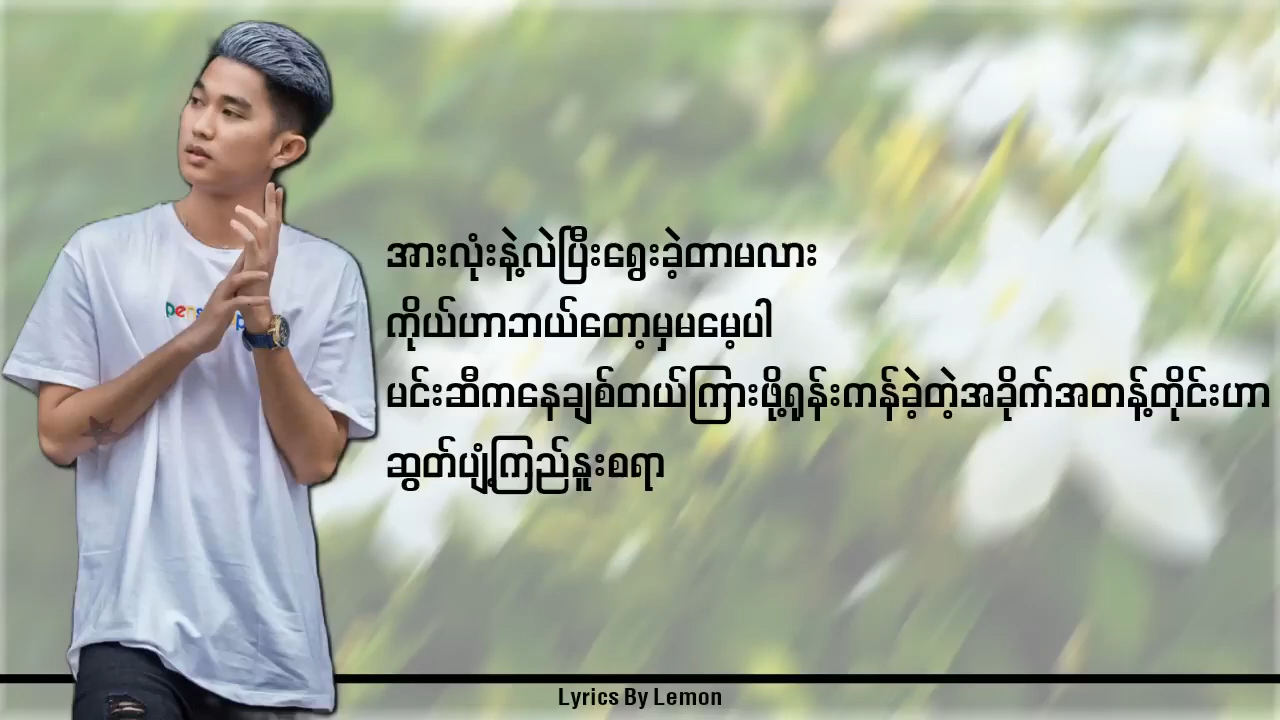 အားလုံးနဲ့လဲပြီးရွေးခဲ့တာမလား
ကိုယ်ဟာဘယ်တော့မှမမေ့ပါ
မင်းဆီကနေချစ်တယ်ကြားဖို့ရုန်းကန်ခဲ့တဲ့အခိုက်အတန့်တိုင်းဟာ
ဆွတ်ပျံ့ကြည်နူးစရာ
Lyrics By Lemon